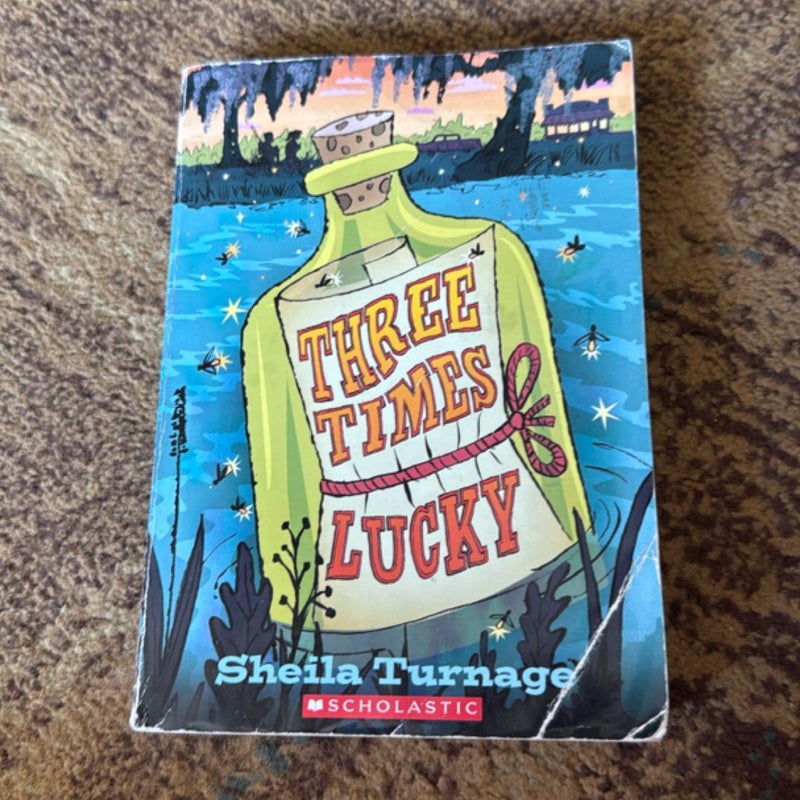 THREE
TIMES
LUCKY
Sheila Turnage
SCHOLASTIC